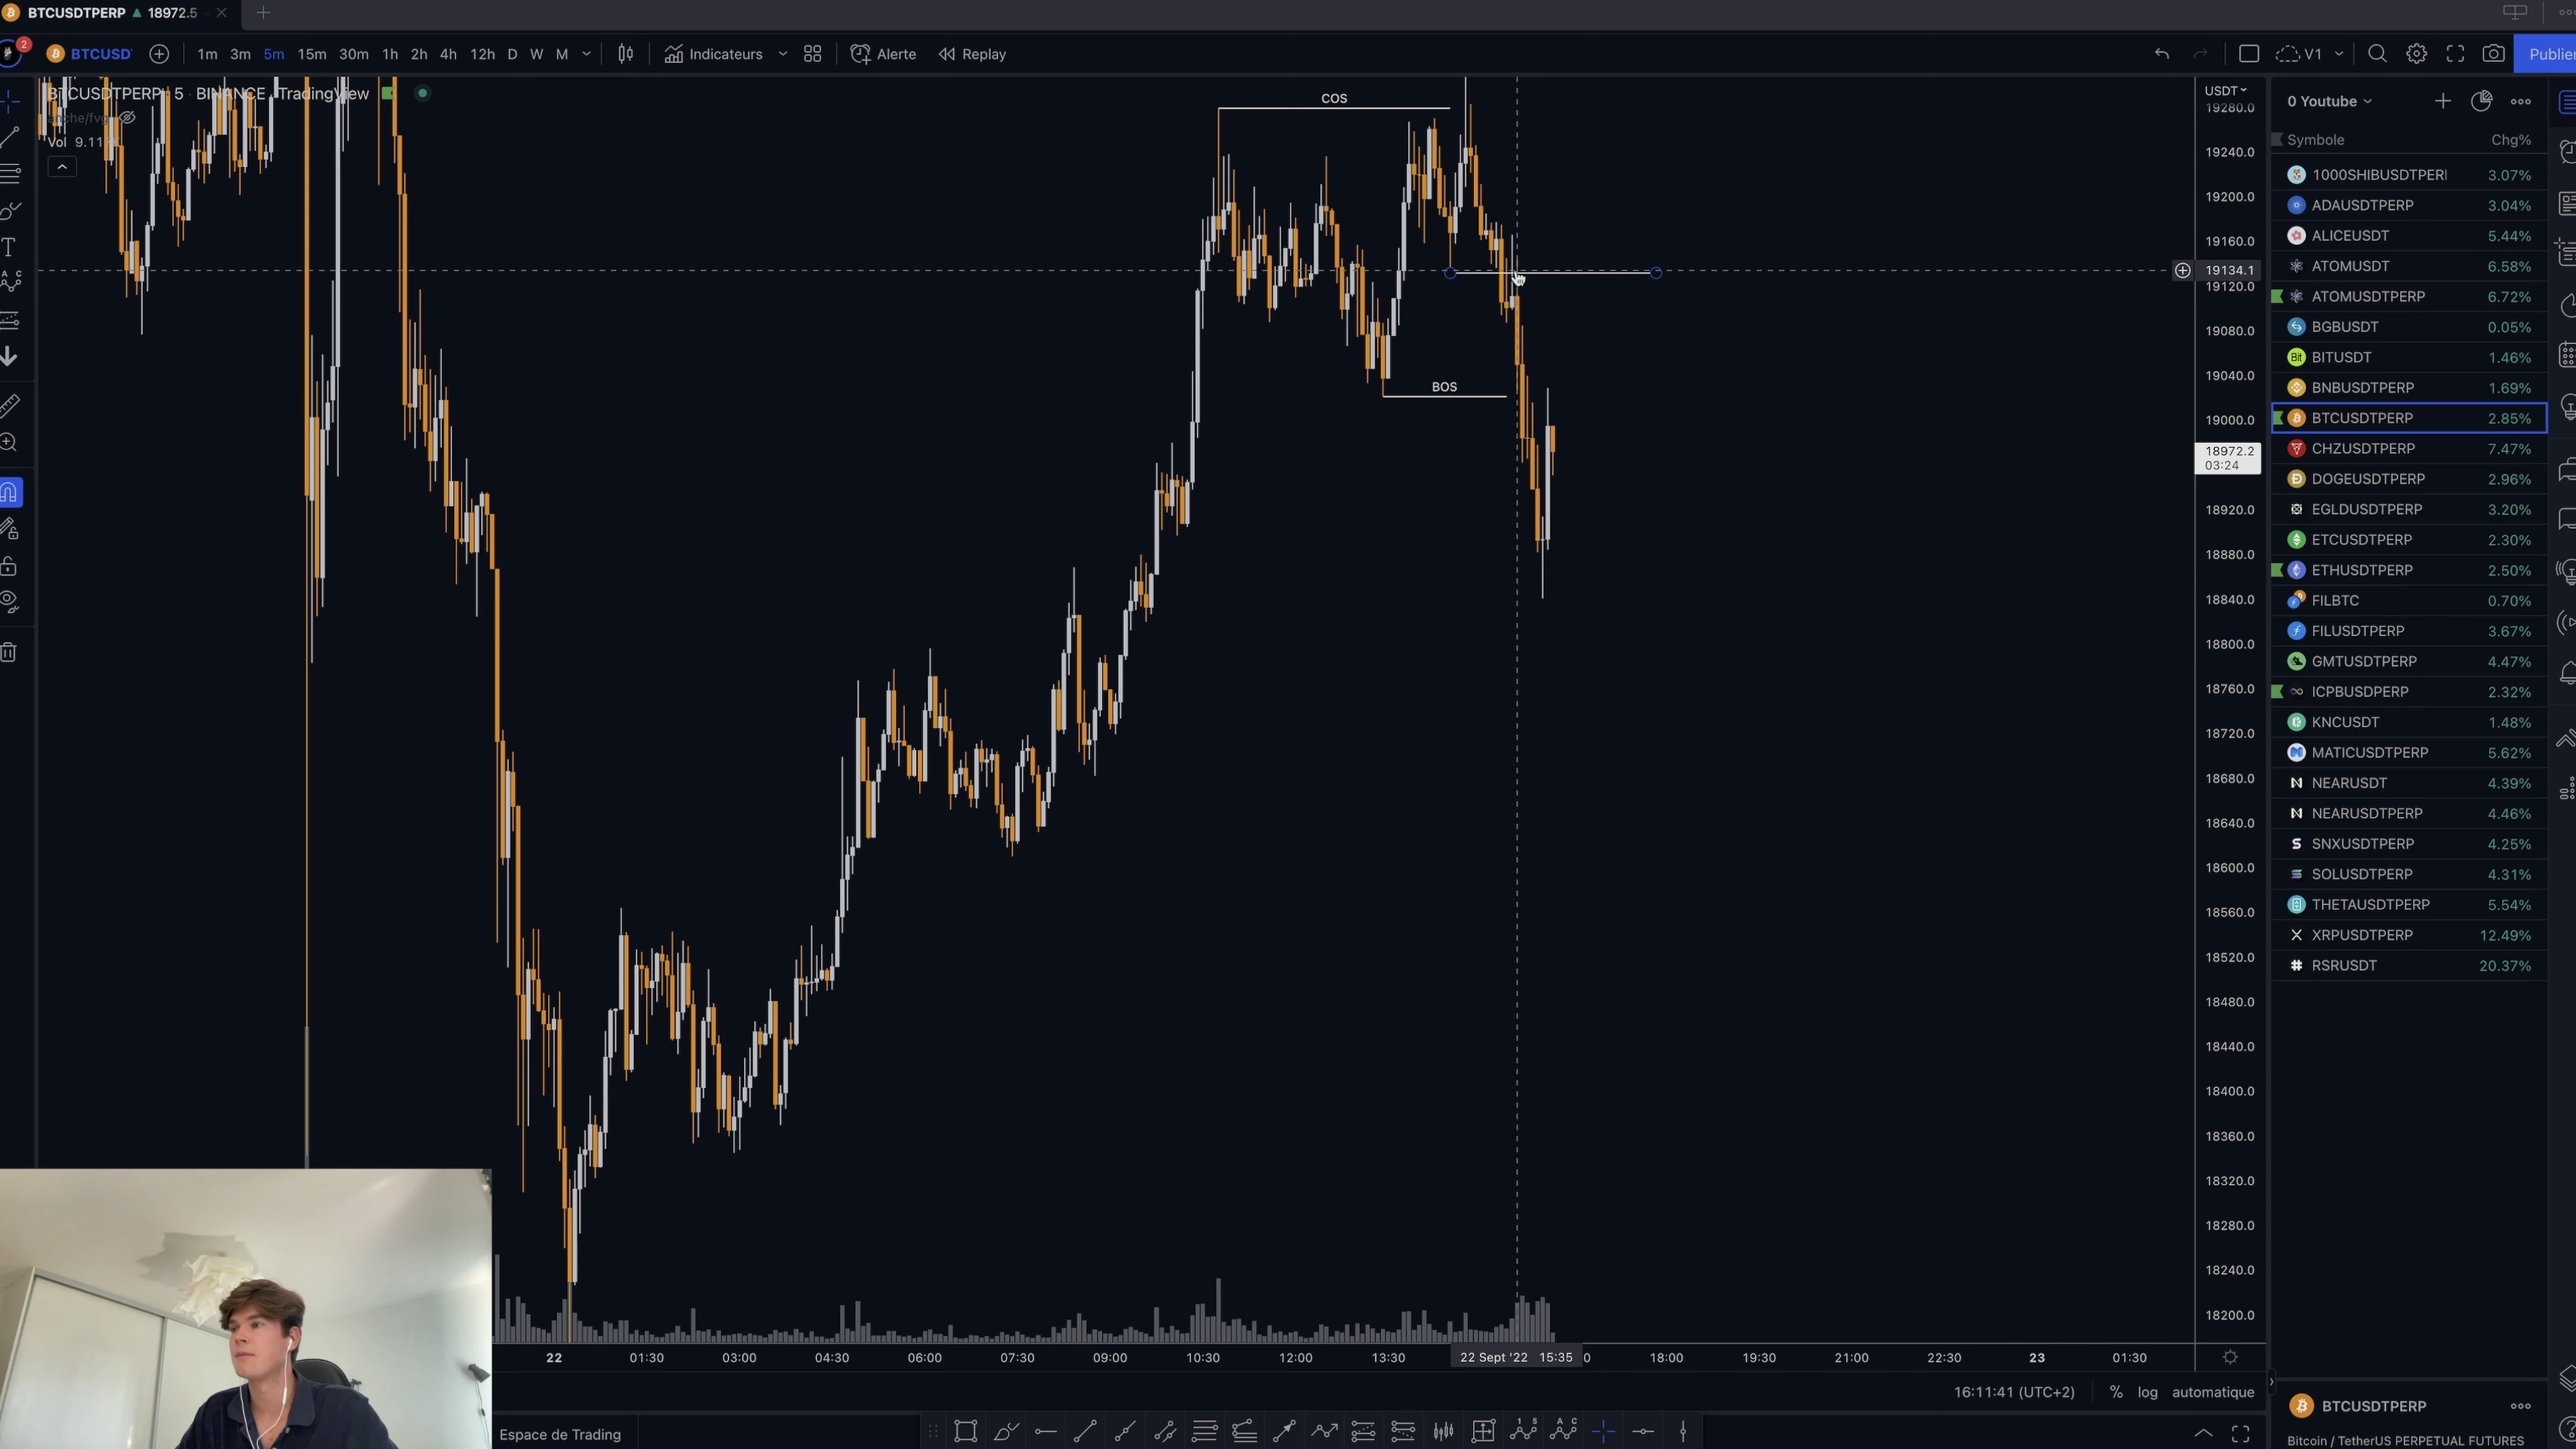 BTCUSDTPERP ▲ 18972.5
2 BTCUSD 1m 3m 5m 15m 30m 1h 2h 4h 12h D W M Indicateurs Alerte Replay V1 Publier
BTCUSDTPERP · 5 · BINANCE · TradingView
Vol 9.11
COS
BOS
USDT
19280.0
19240.0
19200.0
19160.0
19134.1
19120.0
19080.0
19040.0
19000.0
18972.2
03:24
18920.0
18880.0
18840.0
18800.0
18760.0
18720.0
18680.0
18640.0
18600.0
18560.0
18520.0
18480.0
18440.0
18400.0
18360.0
18320.0
18280.0
18240.0
18200.0
22 01:30 03:00 04:30 06:00 07:30 09:00 10:30 12:00 13:30 22 Sept '22 15:35 0 18:00 19:30 21:00 22:30 23 01:30
16:11:41 (UTC+2) % log automatique
Espace de Trading
0 Youtube
Symbole Chg%
1000SHIBUSDTPERI 3.07%
ADAUSDTPERP 3.04%
ALICEUSDT 5.44%
ATOMUSDT 6.58%
ATOMUSDTPERP 6.72%
BGBUSDT 0.05%
Bit BITUSDT 1.46%
BNBUSDTPERP 1.69%
BTCUSDTPERP 2.85%
CHZUSDTPERP 7.47%
DOGEUSDTPERP 2.96%
EGLDUSDTPERP 3.20%
ETCUSDTPERP 2.30%
ETHUSDTPERP 2.50%
FILBTC 0.70%
FILUSDTPERP 3.67%
GMTUSDTPERP 4.47%
ICPBUSDPERP 2.32%
KNCUSDT 1.48%
MATICUSDTPERP 5.62%
NEARUSDT 4.39%
NEARUSDTPERP 4.46%
SNXUSDTPERP 4.25%
SOLUSDTPERP 4.31%
THETAUSDTPERP 5.54%
XRPUSDTPERP 12.49%
RSRUSDT 20.37%
BTCUSDTPERP
Bitcoin / TetherUS PERPETUAL FUTURES